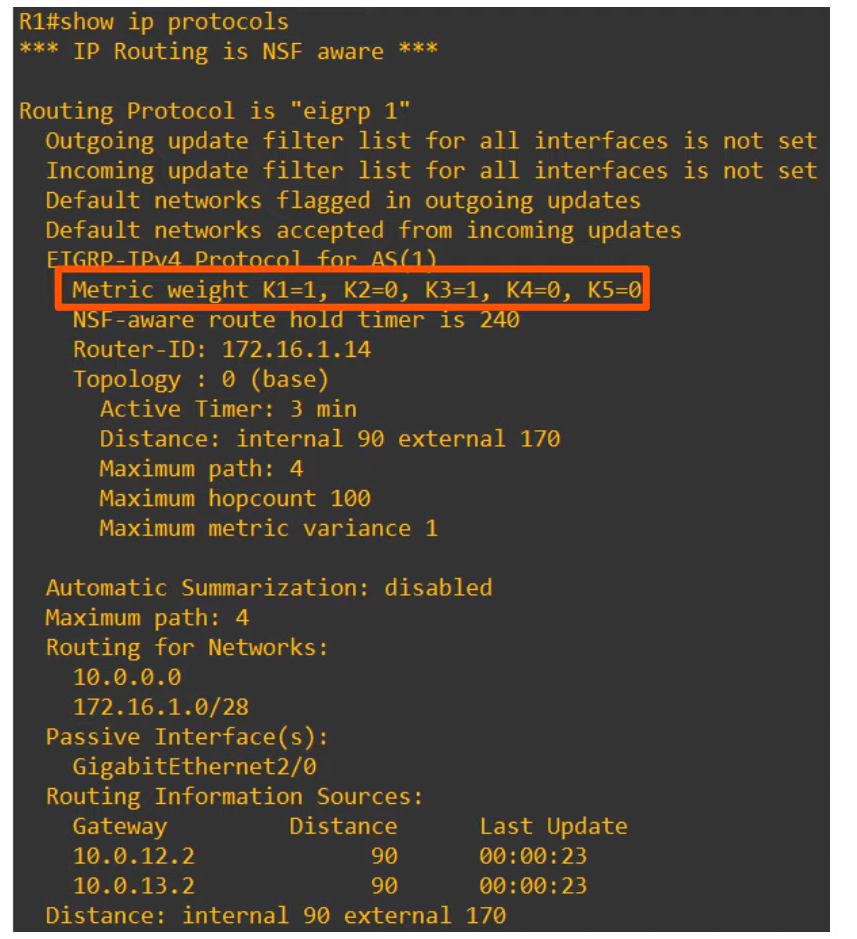 R1#show ip protocols
*** IP Routing is NSF aware ***
Routing Protocol is "eigrp 1"
Outgoing update filter list for all interfaces is not set
Incoming update filter list for all interfaces is not set
Default networks flagged in outgoing updates
Default networks accepted from incoming updates
EIGRP-IPv4 Protocol for AS(1)
Metric weight K1=1, K2=0, K3=1, K4=0, K5=0
NSF-aware route hold timer is 240
Router-ID: 172.16.1.14
Topology : 0 (base)
Active Timer: 3 min
Distance: internal 90 external 170
Maximum path: 4
Maximum hopcount 100
Maximum metric variance 1
Automatic Summarization: disabled
Maximum path: 4
Routing for Networks:
10.0.0.0
172.16.1.0/28
Passive Interface(s):
GigabitEthernet2/0
Routing Information Sources:
Gateway Distance Last Update
10.0.12.2 90 00:00:23
10.0.13.2 90 00:00:23
Distance: internal 90 external 170